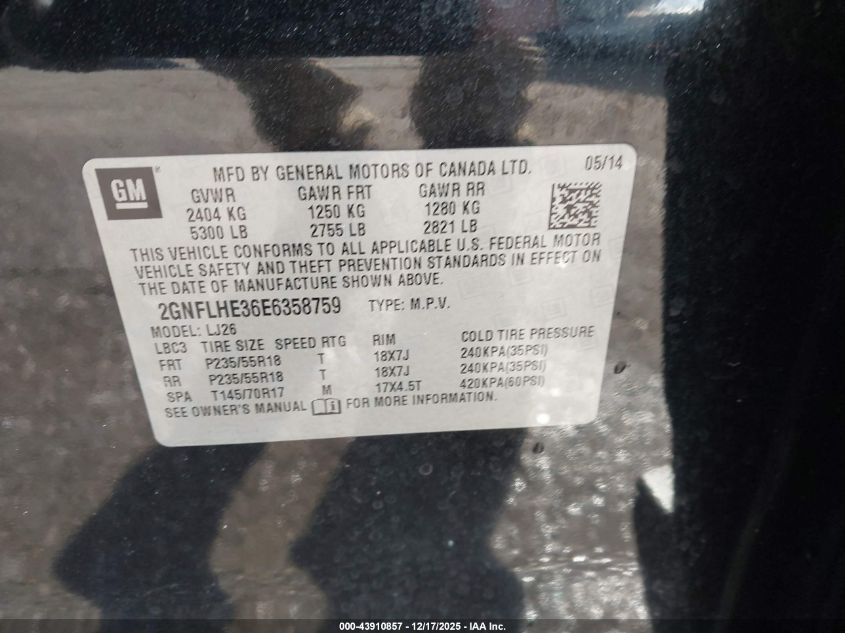 GM
MFD BY GENERAL MOTORS OF CANADA LTD. 05/14
GVWR GAWR FRT GAWR RR
2404 KG 1250 KG 1280 KG
5300 LB 2755 LB 2821 LB
THIS VEHICLE CONFORMS TO ALL APPLICABLE U.S. FEDERAL MOTOR
VEHICLE SAFETY AND THEFT PREVENTION STANDARDS IN EFFECT ON
THE DATE OF MANUFACTURE SHOWN ABOVE.
2GNFLHE36E6358759 TYPE: M.P.V.
MODEL: LJ26
LBC3 TIRE SIZE SPEED RTG RIM COLD TIRE PRESSURE
FRT P235/55R18 T 18X7J 240KPA(35PSI)
RR P235/55R18 T 18X7J 240KPA(35PSI)
SPA T145/70R17 M 17X4.5T 420KPA(60PSI)
SEE OWNER'S MANUAL FOR MORE INFORMATION.
000-43910857 - 12/17/2025 - IAA Inc.